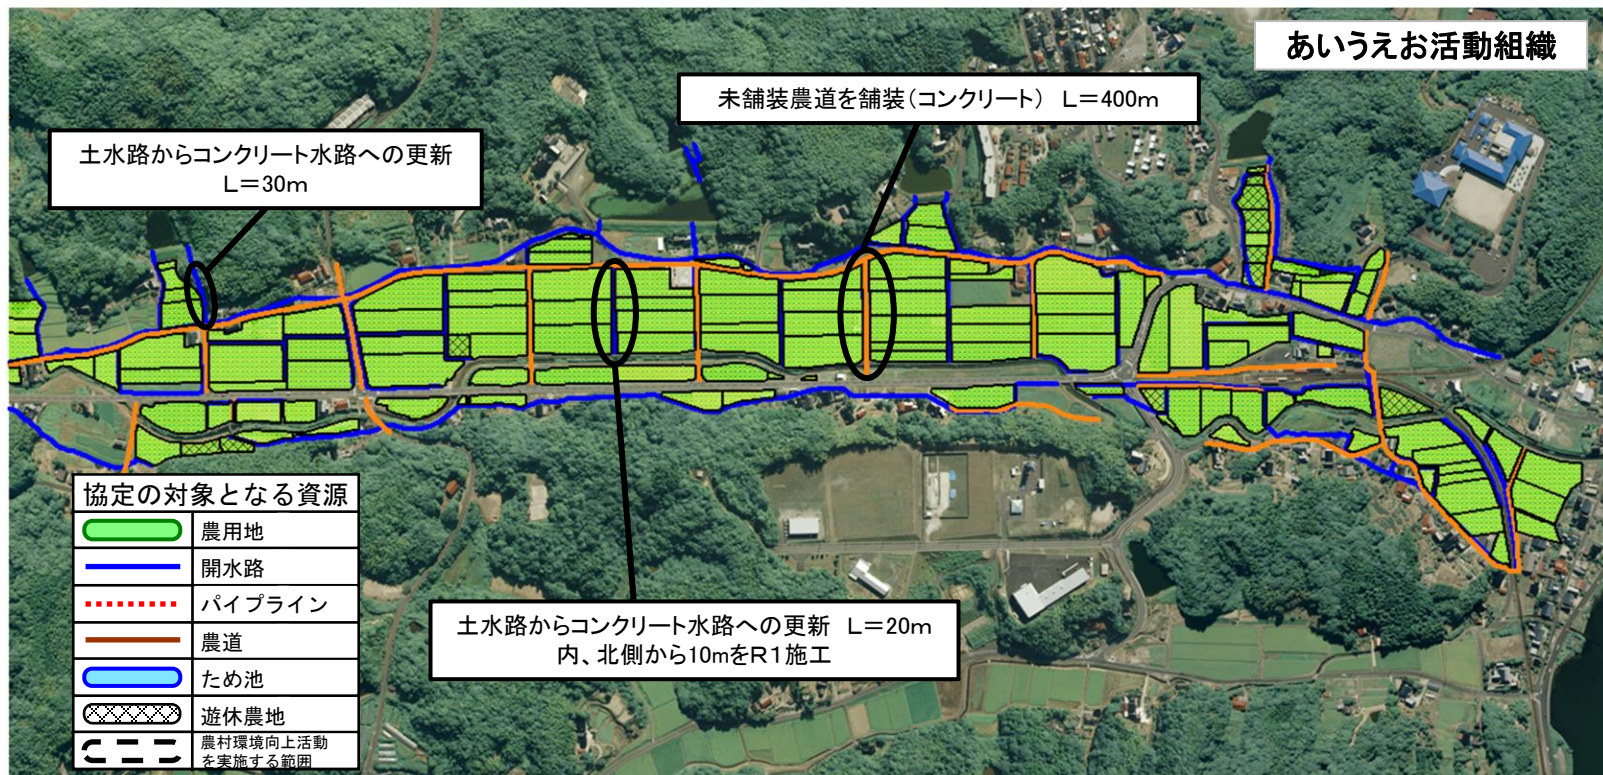 あいうえお活動組織
未舗装農道を舗装（コンクリート） L＝400m
土水路からコンクリート水路への更新
L＝30m
土水路からコンクリート水路への更新 L＝20m
内、北側から10mをR1施工
協定の対象となる資源
農用地
開水路
パイプライン
農道
ため池
遊休農地
農村環境向上活動
を実施する範囲